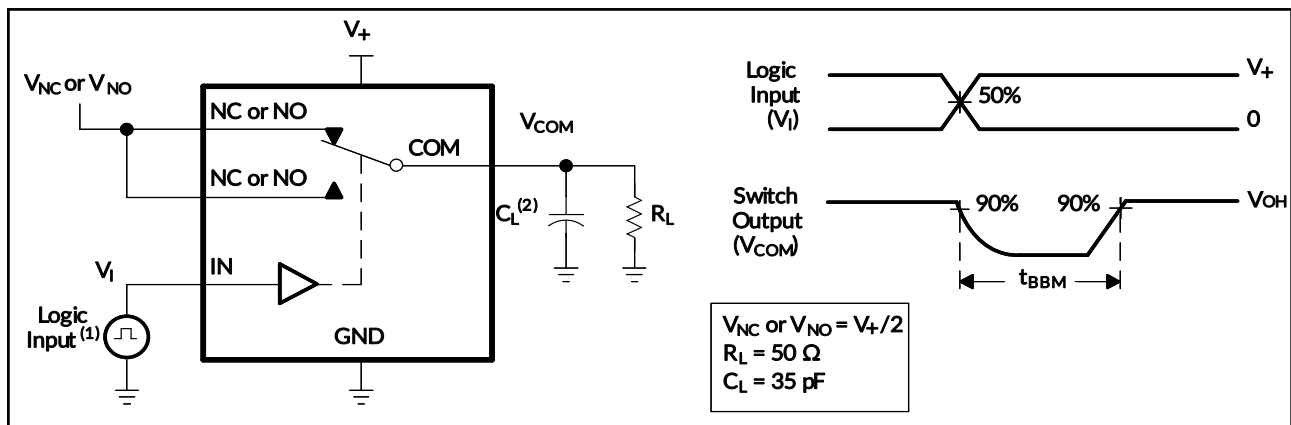 V+
VNC or VNO
NC or NO
NC or NO
COM
VCOM
CL(2)
RL
VI
IN
Logic
Input(1)
GND
Logic
Input
(VI)
50%
V+
0
Switch
Output
(VCOM)
90%
90%
VOH
tBBM
VNC or VNO = V+/2
RL = 50 Ω
CL = 35 pF